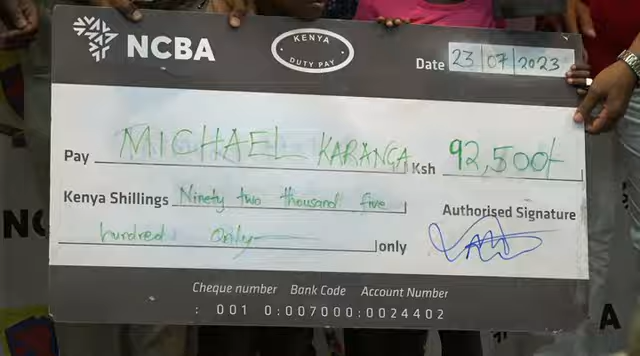 NCBA
KENYA
DUTY PAY
Date 23 07 2023
Pay MICHAEL KARANGA Ksh 92,500/-
Kenya Shillings Ninety two thousand five
Authorised Signature
hundred only only
Cheque number Bank Code Account Number
: 001 0:007000:0024402
N
A